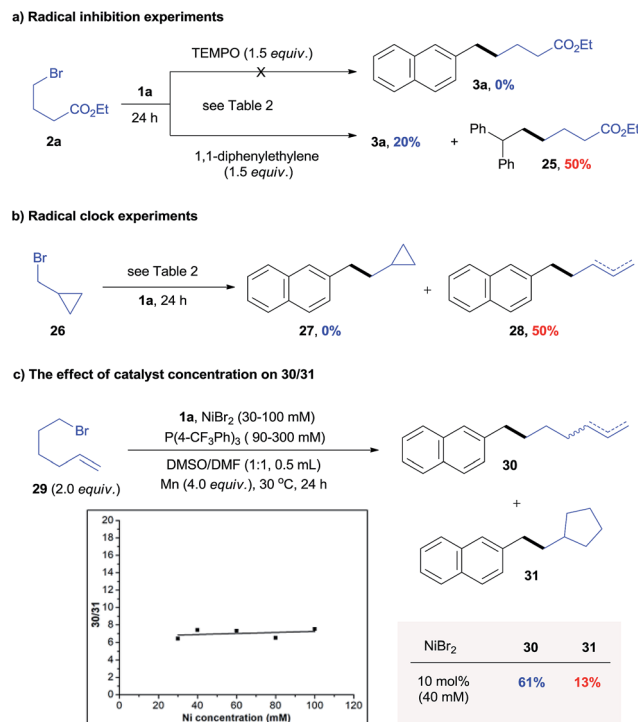 a) Radical inhibition experiments
Br
CO₂Et
2a
1a
24 h
TEMPO (1.5 equiv.)
X
see Table 2
1,1-diphenylethylene
(1.5 equiv.)
CO₂Et
3a, 0%
3a, 20%
+
Ph
Ph
CO₂Et
25, 50%
b) Radical clock experiments
Br
26
see Table 2
1a, 24 h
27, 0%
+
28, 50%
c) The effect of catalyst concentration on 30/31
Br
29 (2.0 equiv.)
1a, NiBr₂ (30-100 mM)
P(4-CF₃Ph)₃ ( 90-300 mM)
DMSO/DMF (1:1, 0.5 mL)
Mn (4.0 equiv.), 30 °C, 24 h
30
+
31
30/31
20
18
16
14
12
10
8
6
4
2
0
0 20 40 60 80 100 120
Ni concentration (mM)
NiBr₂ 30 31
10 mol% 61% 13%
(40 mM)